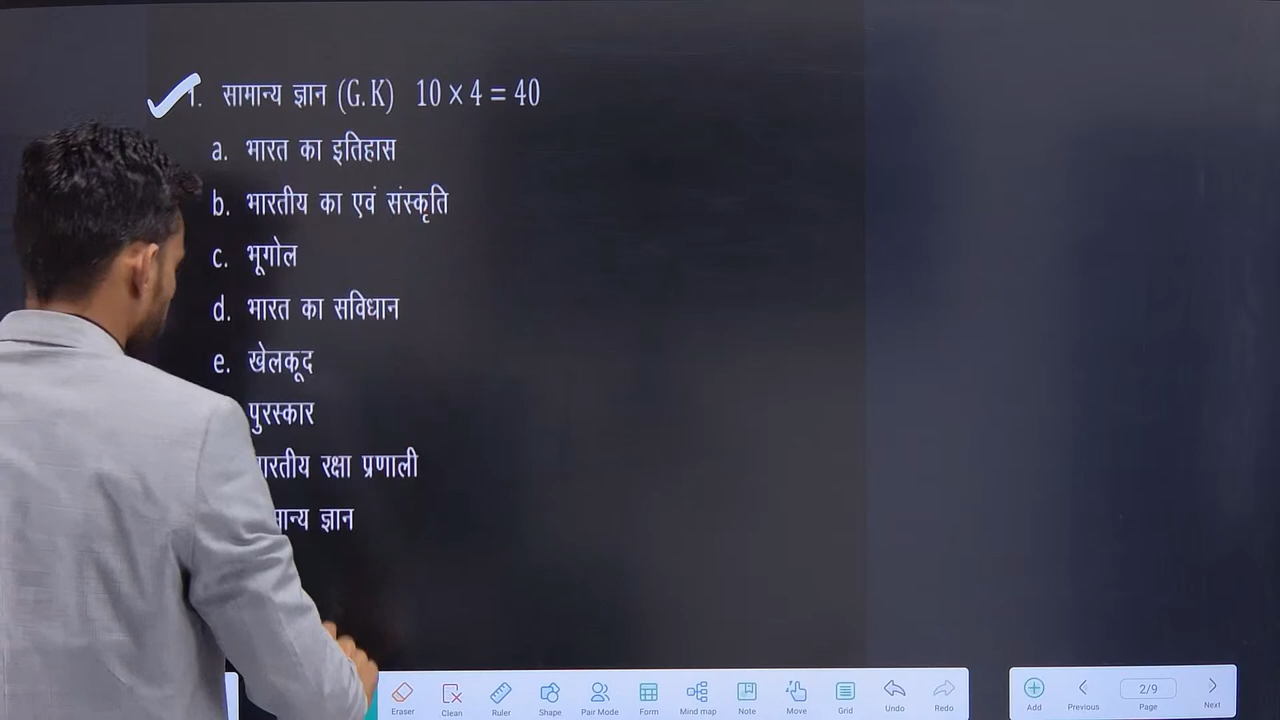 1. सामान्य ज्ञान (G.K) 10 × 4 = 40
a. भारत का इतिहास
b. भारतीय का एवं संस्कृति
c. भूगोल
d. भारत का सविधान
e. खेलकूद
पुरस्कार
रक्षा प्रणाली
ज्ञान
Eraser Clean Ruler Shape Pair Mode Form Mind map Note Move Grid Undo Redo
Add Previous 2/9 Page Next